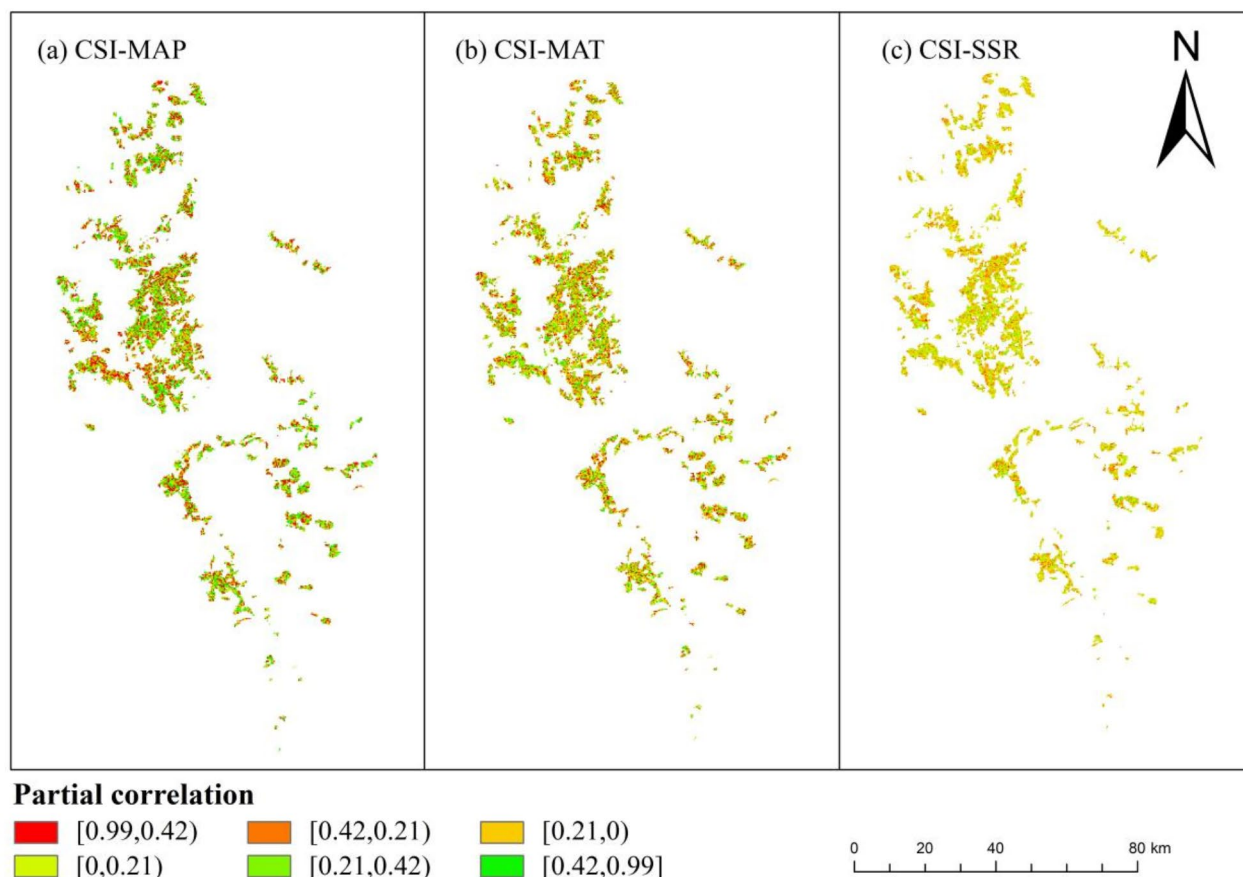 (a) CSI-MAP
(b) CSI-MAT
(c) CSI-SSR
N
Partial correlation
[0.99,0.42)
[0.42,0.21)
[0.21,0)
[0,0.21)
[0.21,0.42)
[0.42,0.99]
0 20 40 80 km